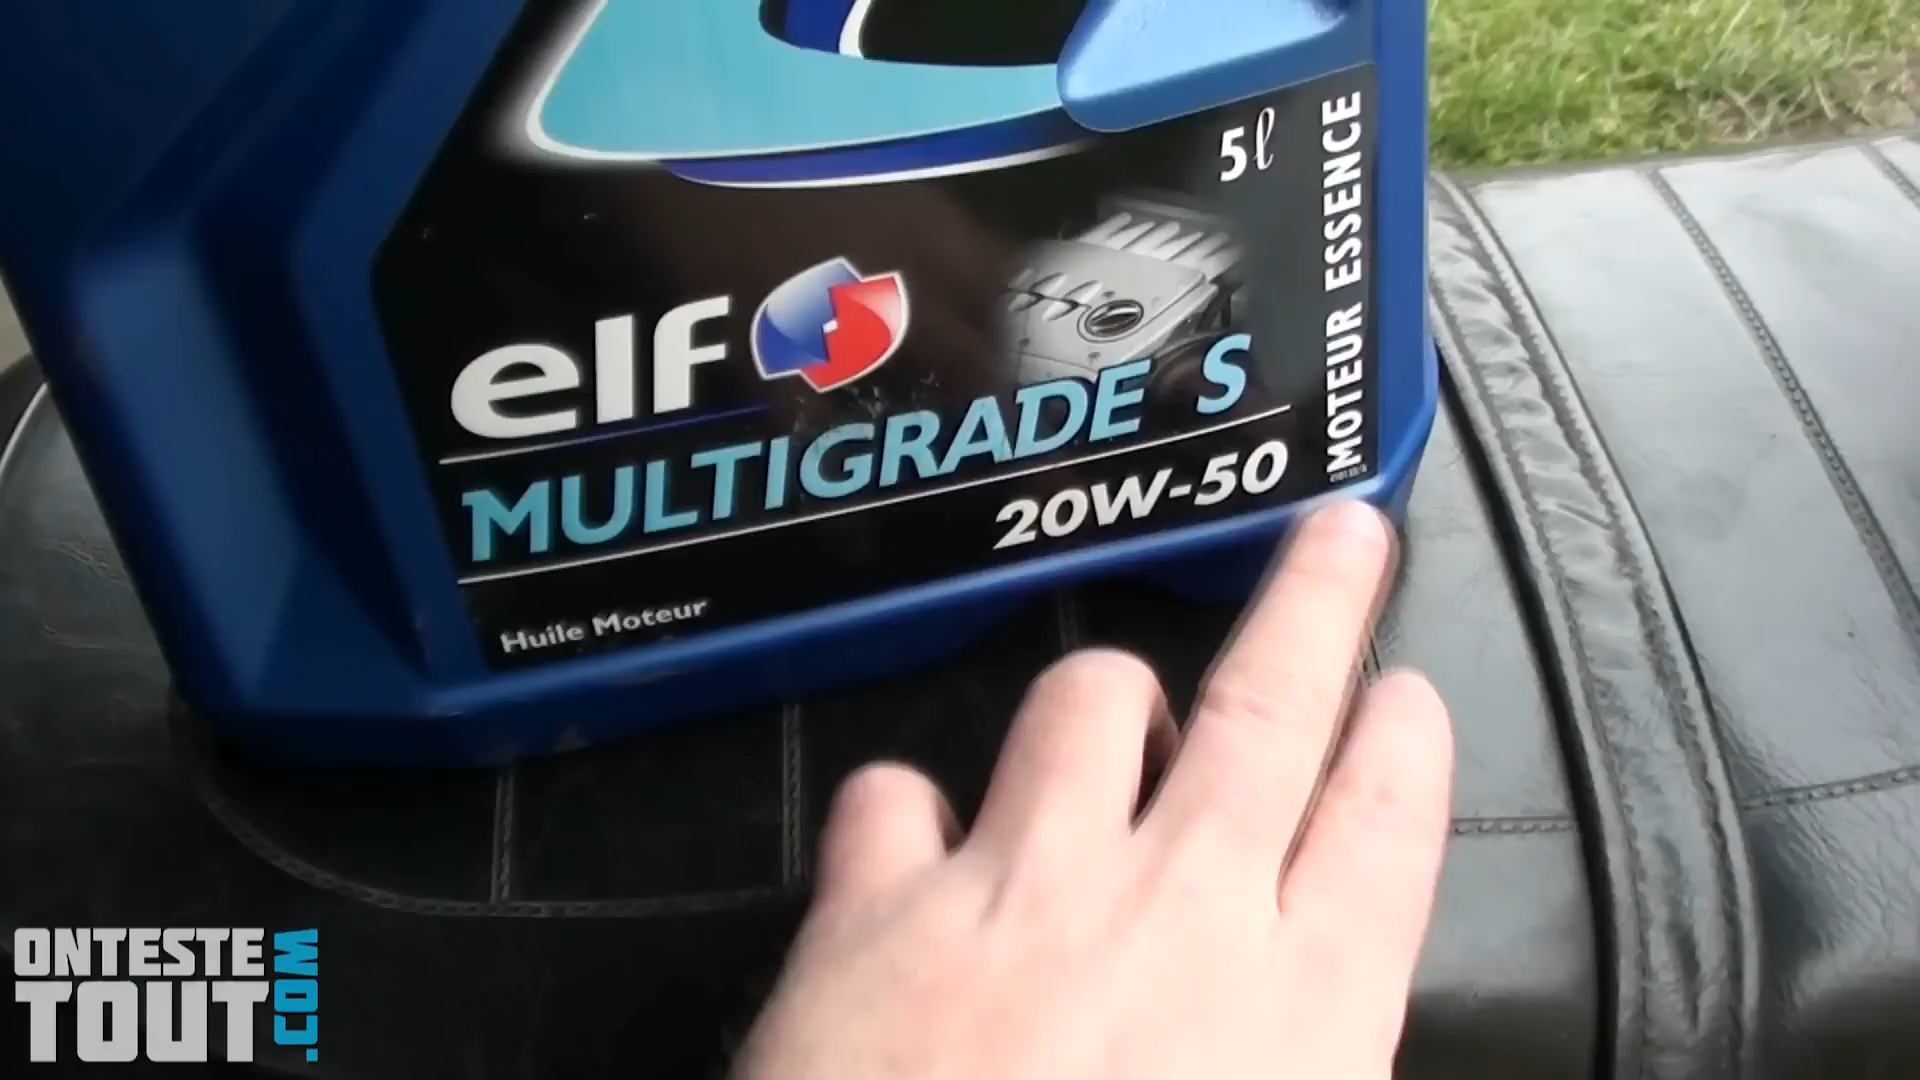 5ℓ
MOTEUR ESSENCE
elf
MULTIGRADE S
20W-50
Huile Moteur
ONTESTE
TOUT
.COM